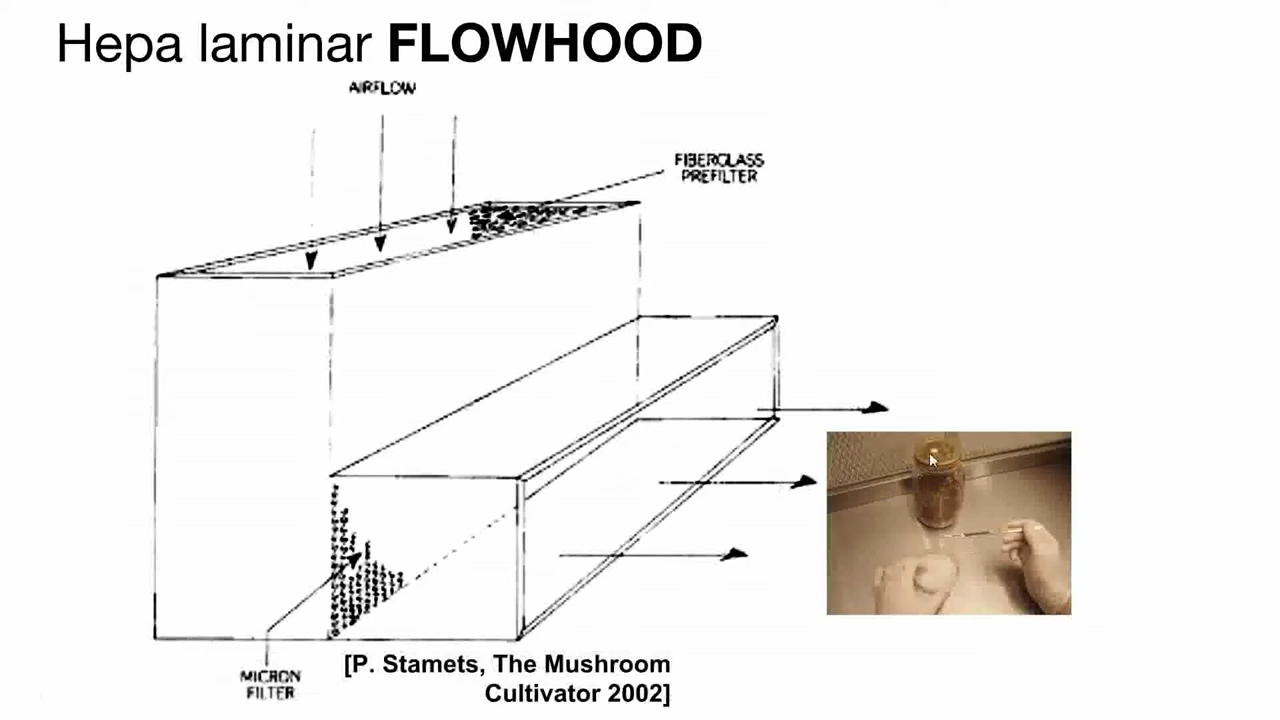 Hepa laminar FLOWHOOD
AIRFLOW
FIBERGLASS
PREFILTER
MICRON
FILTER
[P. Stamets, The Mushroom
Cultivator 2002]